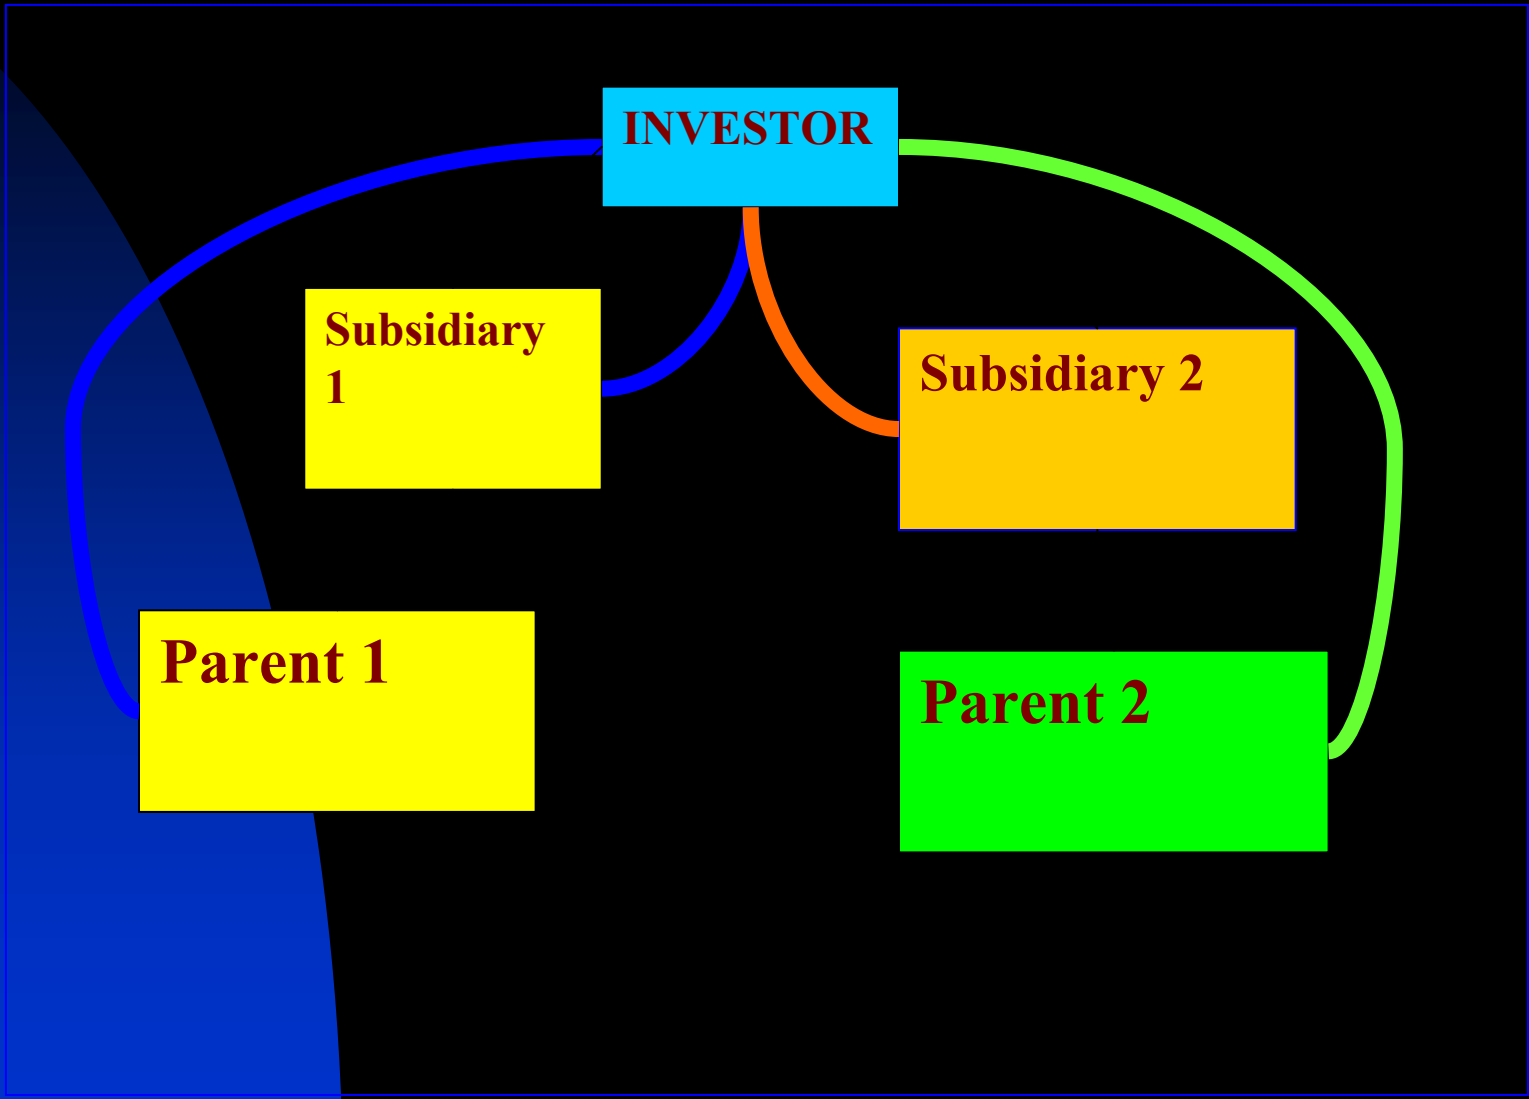 INVESTOR
Subsidiary
1
Subsidiary 2
Parent 1
Parent 2